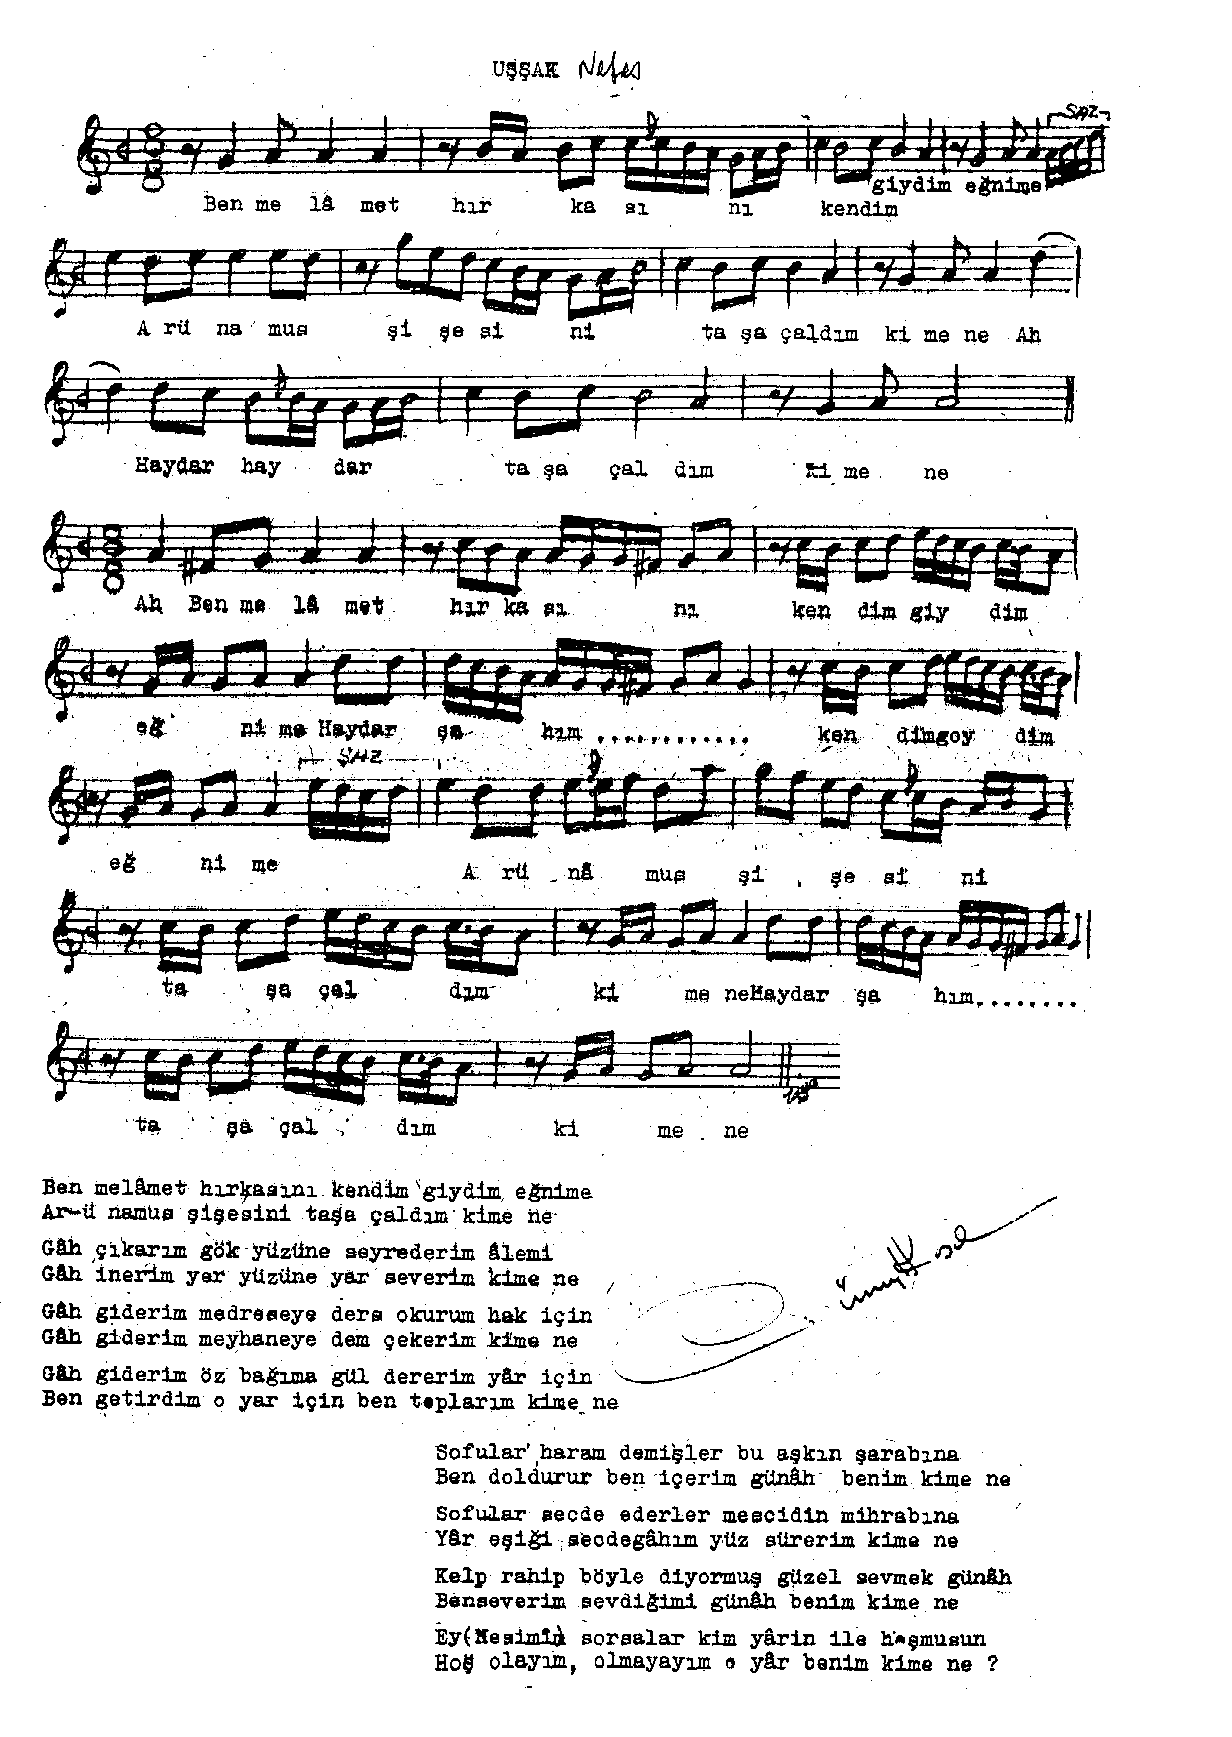 UŞŞAK Nefes
SAZ
giydim eğnime
Ben me lâ met hır ka sı nı kendim
A rü na mus şi şe si ni ta şa çaldım ki me ne Ah
Haydar hay dar ta şa çal dım ki me ne
Ah Ben me lâ met hır ka sı nı ken dim giy dim
eğ ni me Haydar şa hım ............ ken dimgoy dim
SAZ
eğ ni me A rü nâ mus şi şe si ni
ta şa çal dım ki me neHaydar şa hım........
ta şa çal dım ki me ne
Ben melâmet hırkasını kendim giydim eğnime
Ar-ü namus şişesini taşa çaldım kime ne
Gâh çıkarım gök yüzüne seyrederim âlemi
Gâh inerim yer yüzüne yar severim kime ne
Gâh giderim medreseye ders okurum hak için
Gâh giderim meyhaneye dem çekerim kime ne
Gâh giderim öz bağıma gül dererim yâr için
Ben getirdim o yar için ben toplarım kime ne
Sofular haram demişler bu aşkın şarabına
Ben doldurur ben içerim günâh benim kime ne
Sofular secde ederler mescidin mihrabına
Yâr eşiği secdegâhım yüz sürerim kime ne
Kelp rahip böyle diyormuş güzel sevmek günâh
Benseverim sevdiğimi günâh benim kime ne
Ey(Nesimî) sorsalar kim yârin ile hoşmusun
Hoş olayım, olmayayım o yâr benim kime ne ?